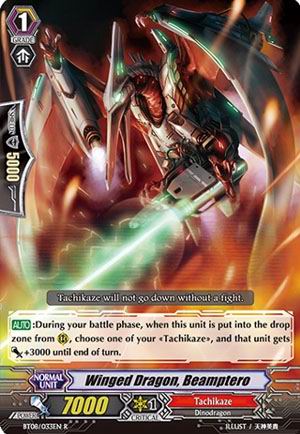 1
GRADE
SHIELD 5000
Tachikaze will not go down without a fight.
AUTO:During your battle phase, when this unit is put into the drop
zone from R, choose one of your «Tachikaze», and that unit gets
+3000 until end of turn.
NORMAL UNIT
Winged Dragon, Beamptero
POWER 7000 1 CRITICAL
Tachikaze
Dinodragon
BT08/033EN R
ILLUST / 天神英貴